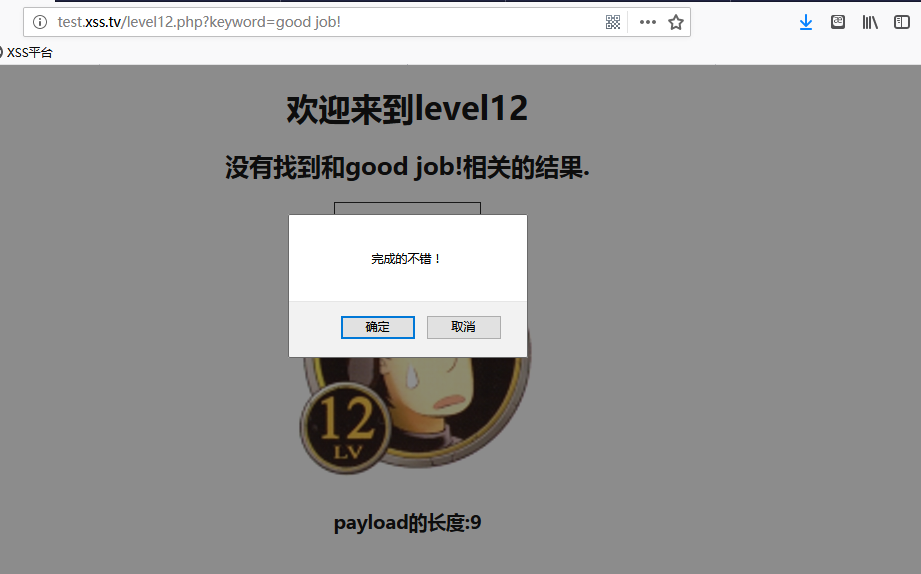 test.xss.tv/level12.php?keyword=good job!
XSS平台
欢迎来到level12
没有找到和good job!相关的结果.
完成的不错！
确定 取消
12
LV
payload的长度:9